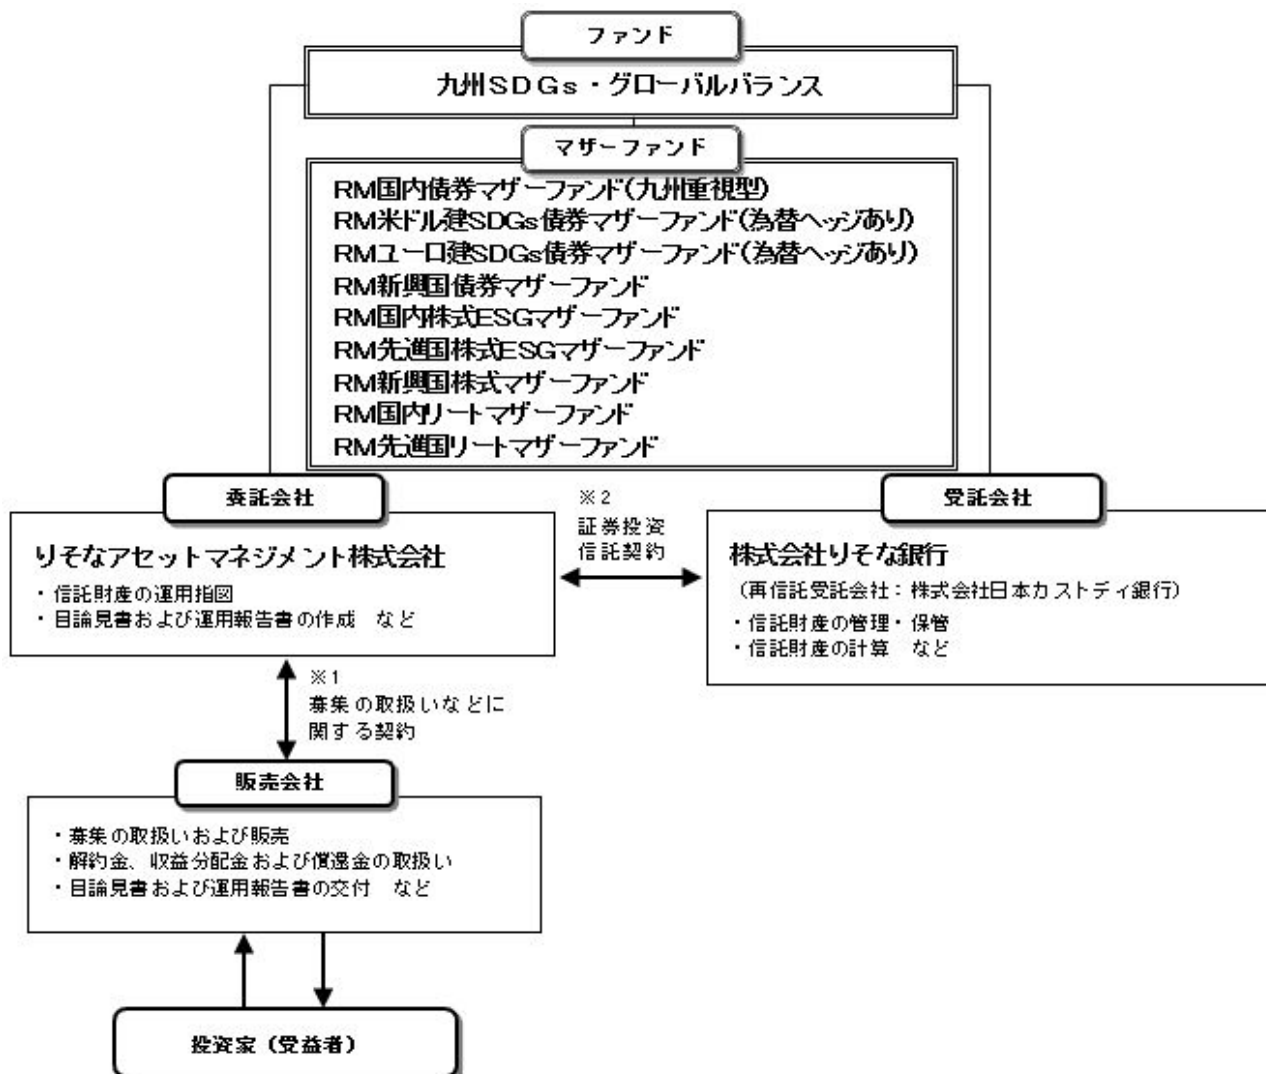 ファンド
九州SDGs・グローバルバランス
マザーファンド
RM国内債券マザーファンド(九州重視型)
RM米ドル建SDGs債券マザーファンド(為替ヘッジあり)
RMユーロ建SDGs債券マザーファンド(為替ヘッジあり)
RM新興国債券マザーファンド
RM国内株式ESGマザーファンド
RM先進国株式ESGマザーファンド
RM新興国株式マザーファンド
RM国内リートマザーファンド
RM先進国リートマザーファンド
委託会社
りそなアセットマネジメント株式会社
・信託財産の運用指図
・目論見書および運用報告書の作成 など
※2
証券投資
信託契約
受託会社
株式会社りそな銀行
(再信託受託会社:株式会社日本カストディ銀行)
・信託財産の管理・保管
・信託財産の計算 など
※1
募集の取扱いなどに
関する契約
販売会社
・募集の取扱いおよび販売
・解約金、収益分配金および償還金の取扱い
・目論見書および運用報告書の交付 など
投資家(受益者)